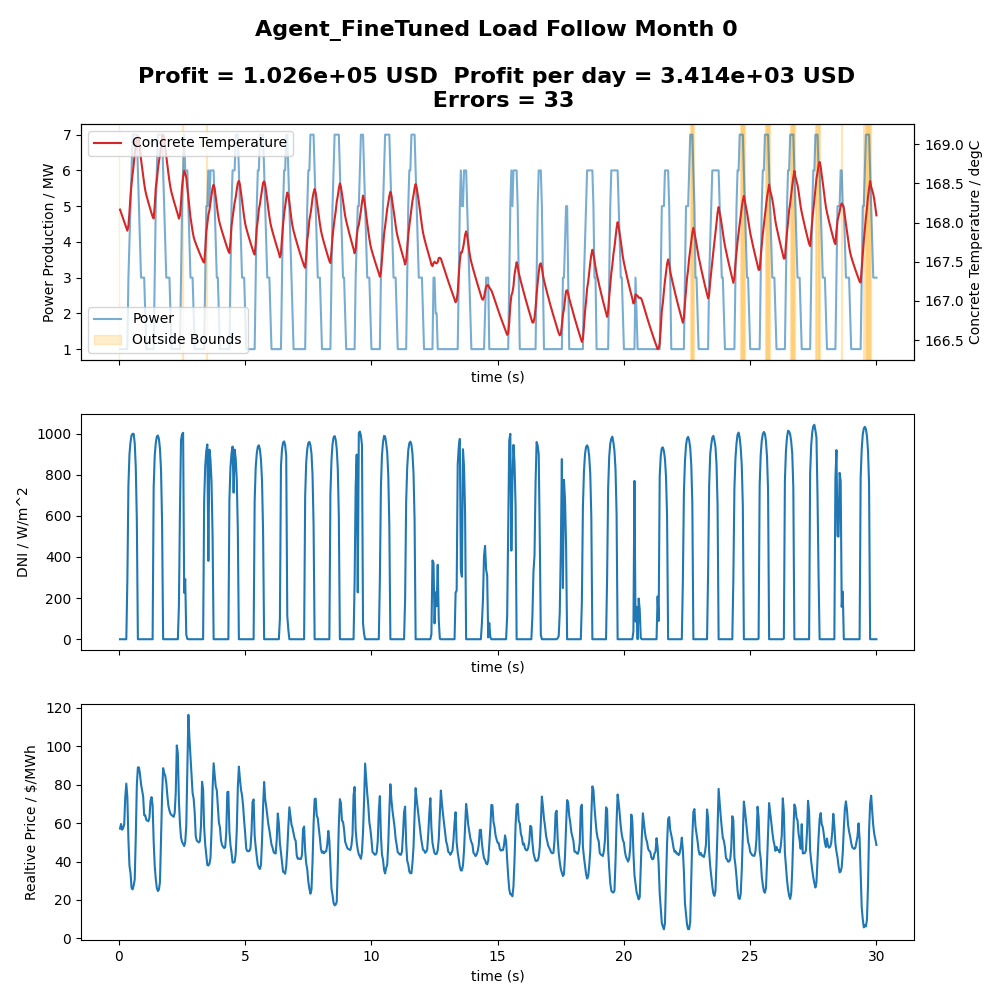 Agent_FineTuned Load Follow Month 0
Profit = 1.026e+05 USD  Profit per day = 3.414e+03 USD
Errors = 33
Concrete Temperature
Power
Outside Bounds
Power Production / MW
7
6
5
4
3
2
1
Concrete Temperature / degC
169.0
168.5
168.0
167.5
167.0
166.5
time (s)
DNI / W/m^2
1000
800
600
400
200
0
time (s)
Realtive Price / $/MWh
120
100
80
60
40
20
0
0 5 10 15 20 25 30
time (s)